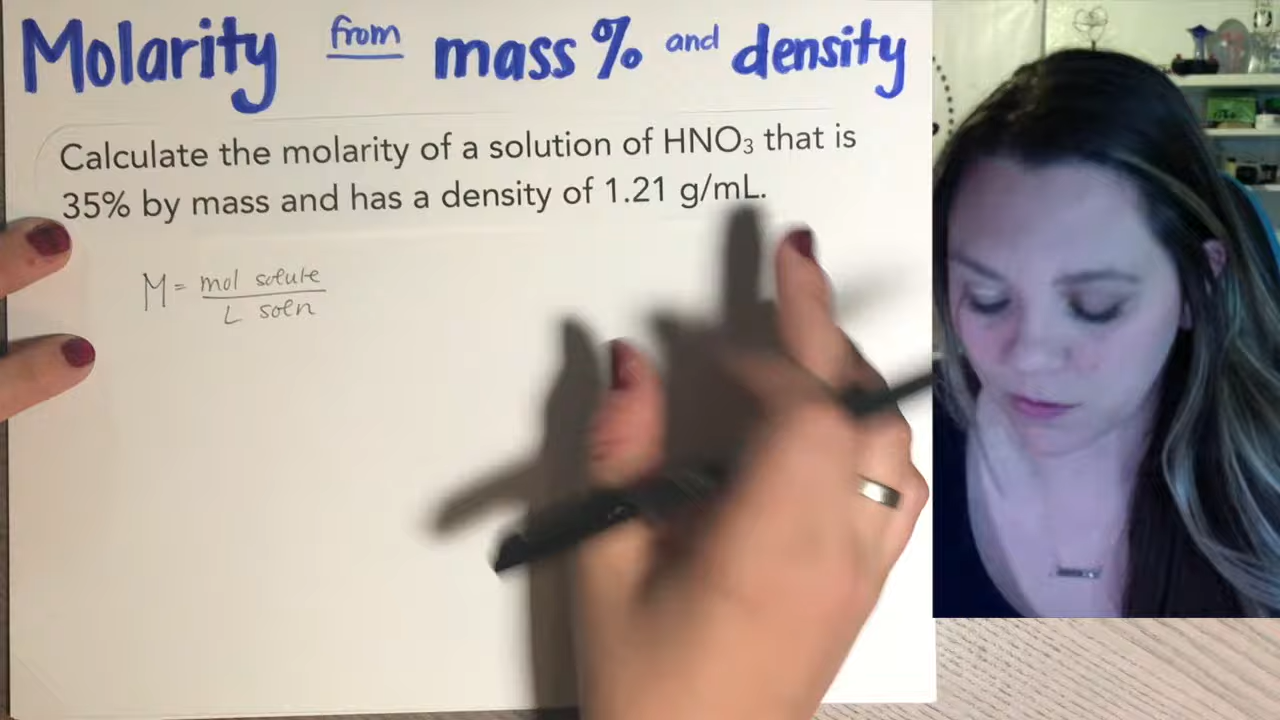 Molarity from mass % and density
Calculate the molarity of a solution of HNO₃ that is
35% by mass and has a density of 1.21 g/mL.
M = mol solute
L soln